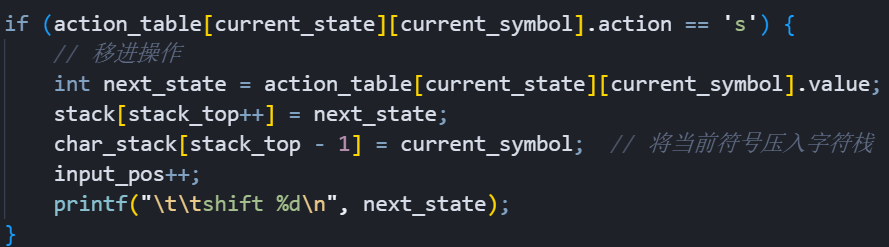 if (action_table[current_state][current_symbol].action == 's') {
    // 移进操作
    int next_state = action_table[current_state][current_symbol].value;
    stack[stack_top++] = next_state;
    char_stack[stack_top - 1] = current_symbol;  // 将当前符号压入字符栈
    input_pos++;
    printf("\t\tshift %d\n", next_state);
}